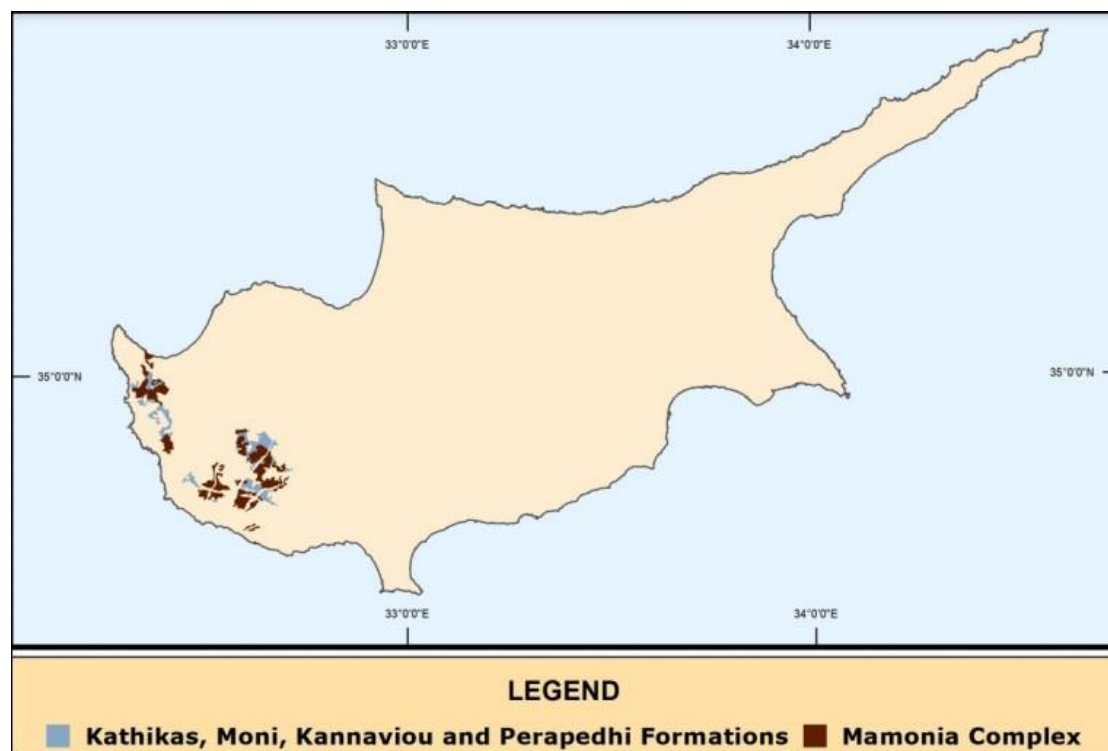 33°0'0"E 34°0'0"E
35°0'0"N 35°0'0"N
33°0'0"E 34°0'0"E
LEGEND
Kathikas, Moni, Kannaviou and Perapedhi Formations Mamonia Complex